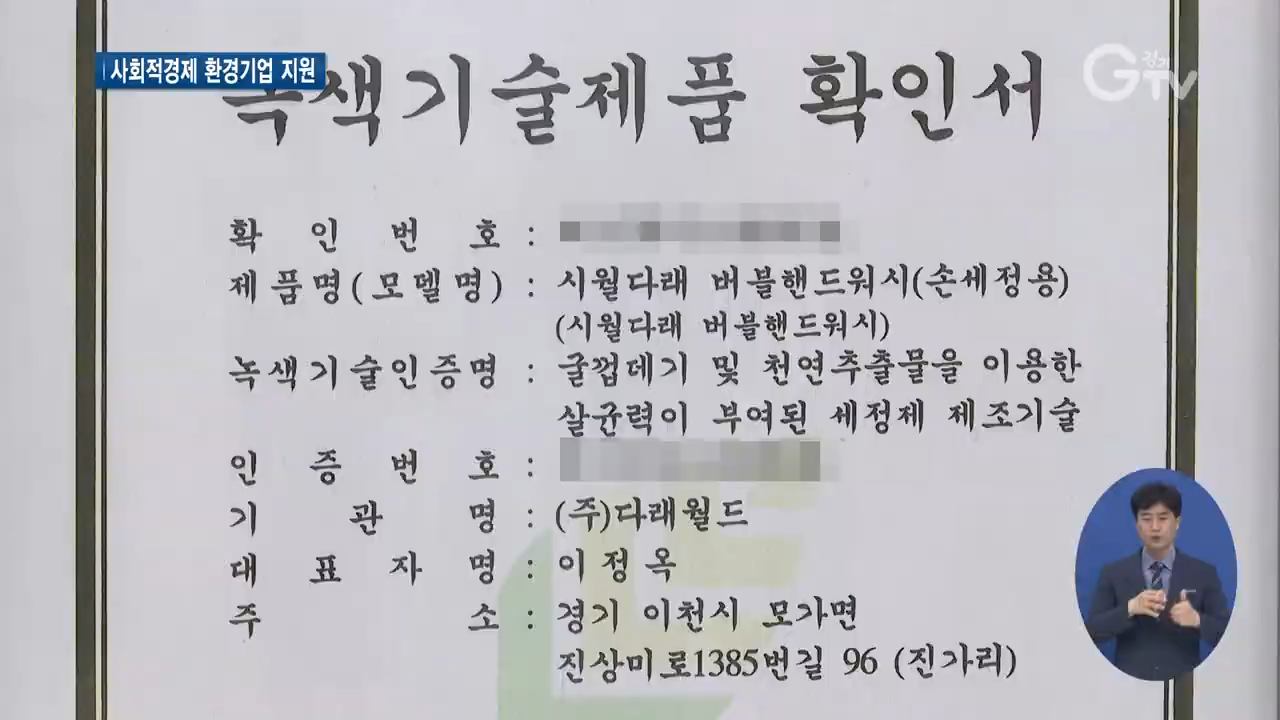 사회적경제 환경기업 지원
경기
GTV
녹색기술제품 확인서
확인번호 :
제품명(모델명) : 시월다래 버블핸드워시(손세정용)
(시월다래 버블핸드워시)
녹색기술인증명 : 굴껍데기 및 천연추출물을 이용한
살균력이 부여된 세정제 제조기술
인증번호 :
기관명 : (주)다래월드
대표자명 : 이정옥
주소 : 경기 이천시 모가면
진상미로1385번길 96 (진가리)